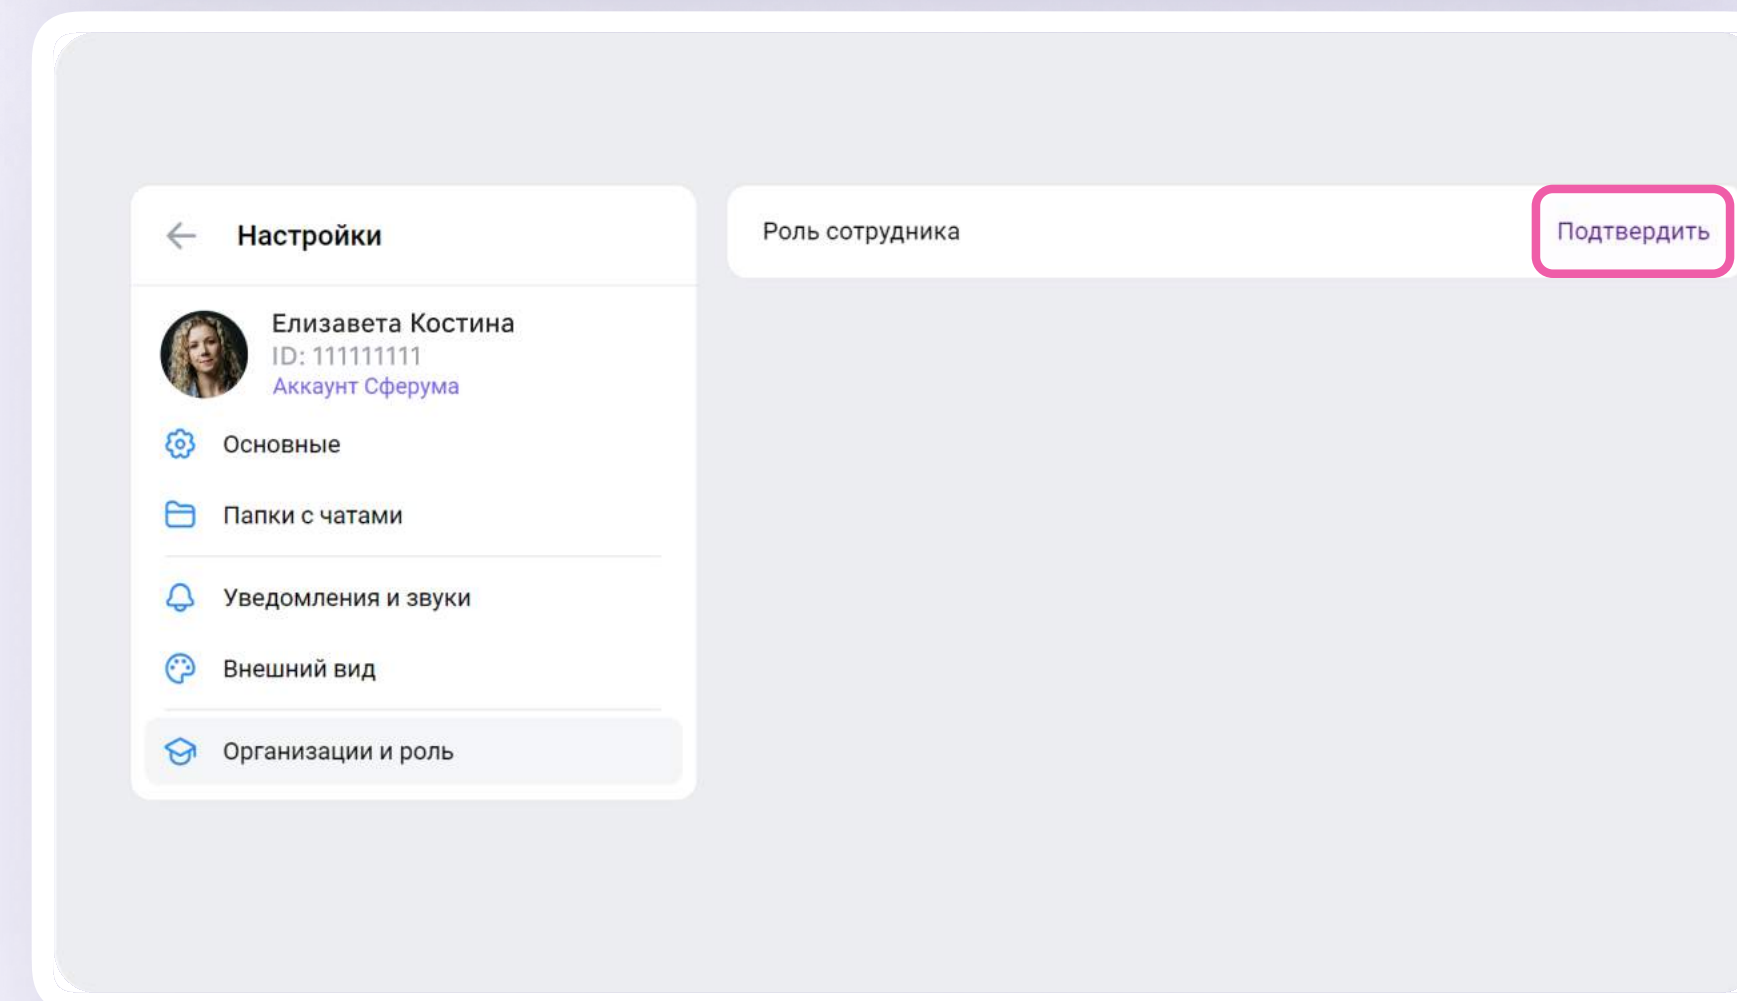 Настройки
Елизавета Костина
ID: 111111111
Аккаунт Сферума
Основные
Папки с чатами
Уведомления и звуки
Внешний вид
Организации и роль
Роль сотрудника
Подтвердить